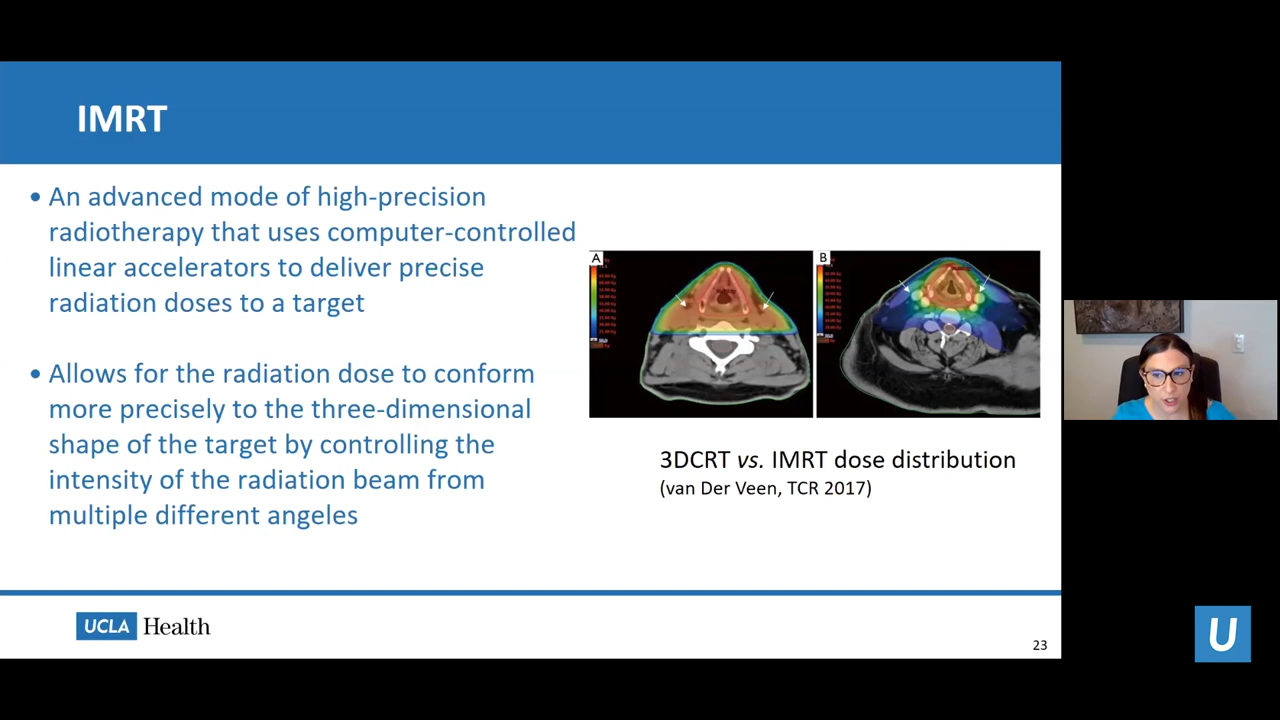 IMRT
• An advanced mode of high-precision
radiotherapy that uses computer-controlled
linear accelerators to deliver precise
radiation doses to a target
• Allows for the radiation dose to conform
more precisely to the three-dimensional
shape of the target by controlling the
intensity of the radiation beam from
multiple different angeles
A
B
3DCRT vs. IMRT dose distribution
(van Der Veen, TCR 2017)
UCLA Health
23
U